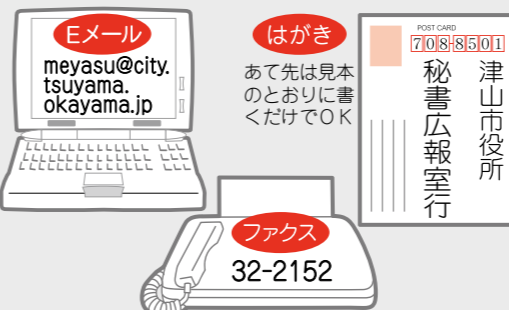 Eメール
meyasu@city.
tsuyama.
okayama.jp
はがき
あて先は見本
のとおりに書
くだけでOK
POST CARD
708-8501
津山市役所
秘書広報室行
ファクス
32-2152